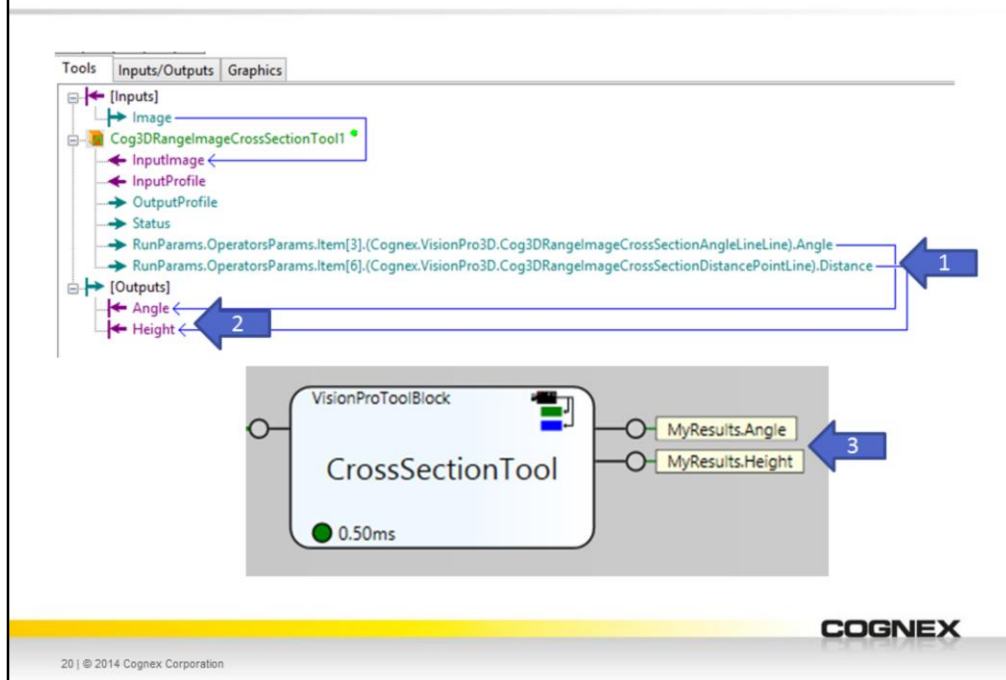 Tools Inputs/Outputs Graphics
[Inputs]
Image
Cog3DRangeImageCrossSectionTool1
InputImage
InputProfile
OutputProfile
Status
RunParams.OperatorsParams.Item[3].(Cognex.VisionPro3D.Cog3DRangeImageCrossSectionAngleLineLine).Angle
RunParams.OperatorsParams.Item[6].(Cognex.VisionPro3D.Cog3DRangeImageCrossSectionDistancePointLine).Distance
1
[Outputs]
Angle
Height
2
VisionProToolBlock
CrossSectionTool
0.50ms
MyResults.Angle
MyResults.Height
3
COGNEX
20 | © 2014 Cognex Corporation